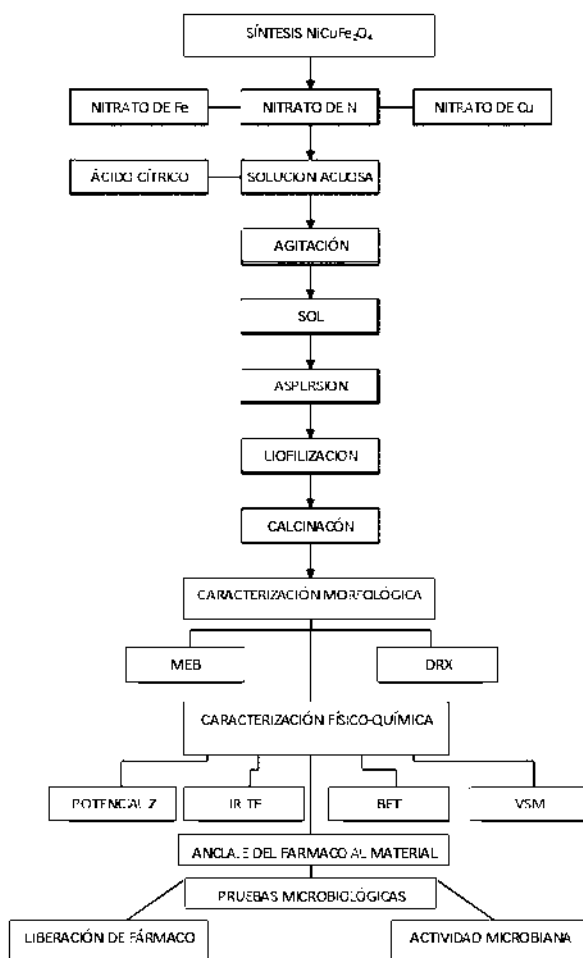 SÍNTESIS NiCuFe₂O₄
NITRATO DE Fe
NITRATO DE N
NITRATO DE Cu
ÁCIDO CÍTRICO
SOLUCION ACUOSA
AGITACIÓN
SOL
ASPERSION
LIOFILIZACION
CALCINACÓN
CARACTERIZACIÓN MORFOLÓGICA
MEB
DRX
CARACTERIZACIÓN FÍSICO-QUÍMICA
POTENCIAL Z
IR TF
BET
VSM
ANCLAJE DEL FARMACO AL MATERIAL
PRUEBAS MICROBIOLÓGICAS
LIBERACIÓN DE FÁRMACO
ACTIVIDAD MICROBIANA